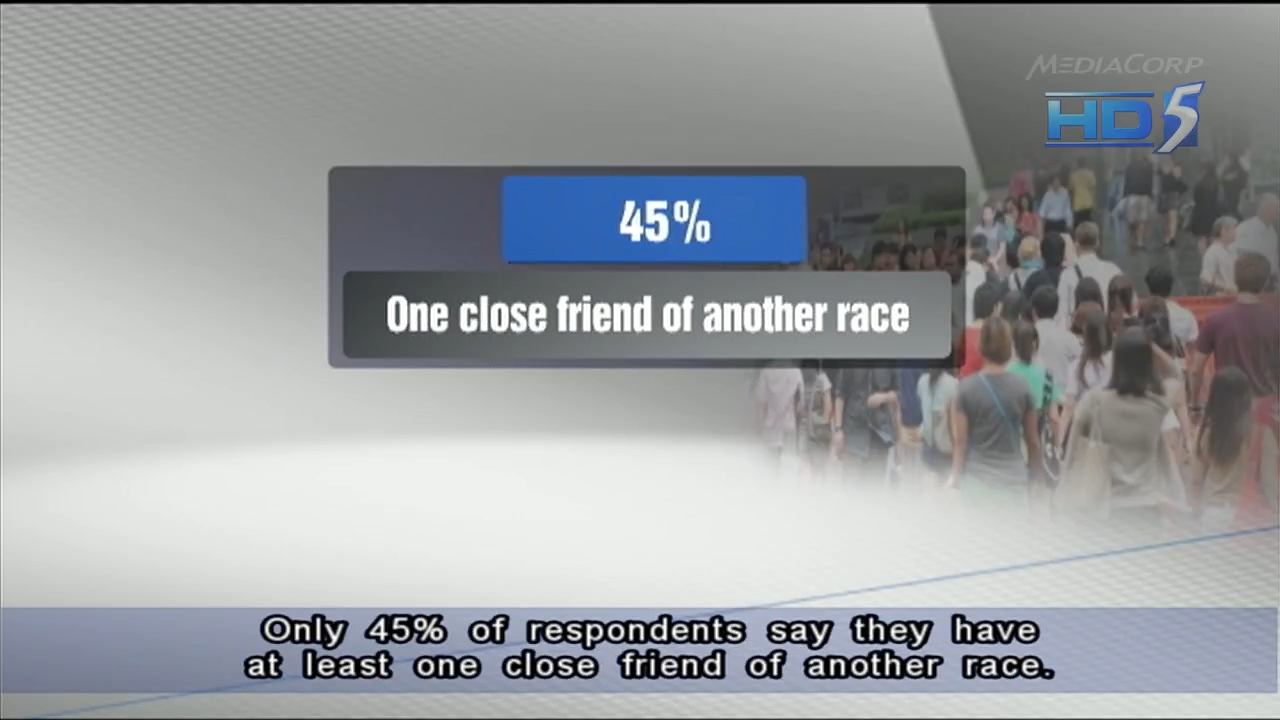 MEDIACORP
HD5
45%
One close friend of another race
Only 45% of respondents say they have
at least one close friend of another race.